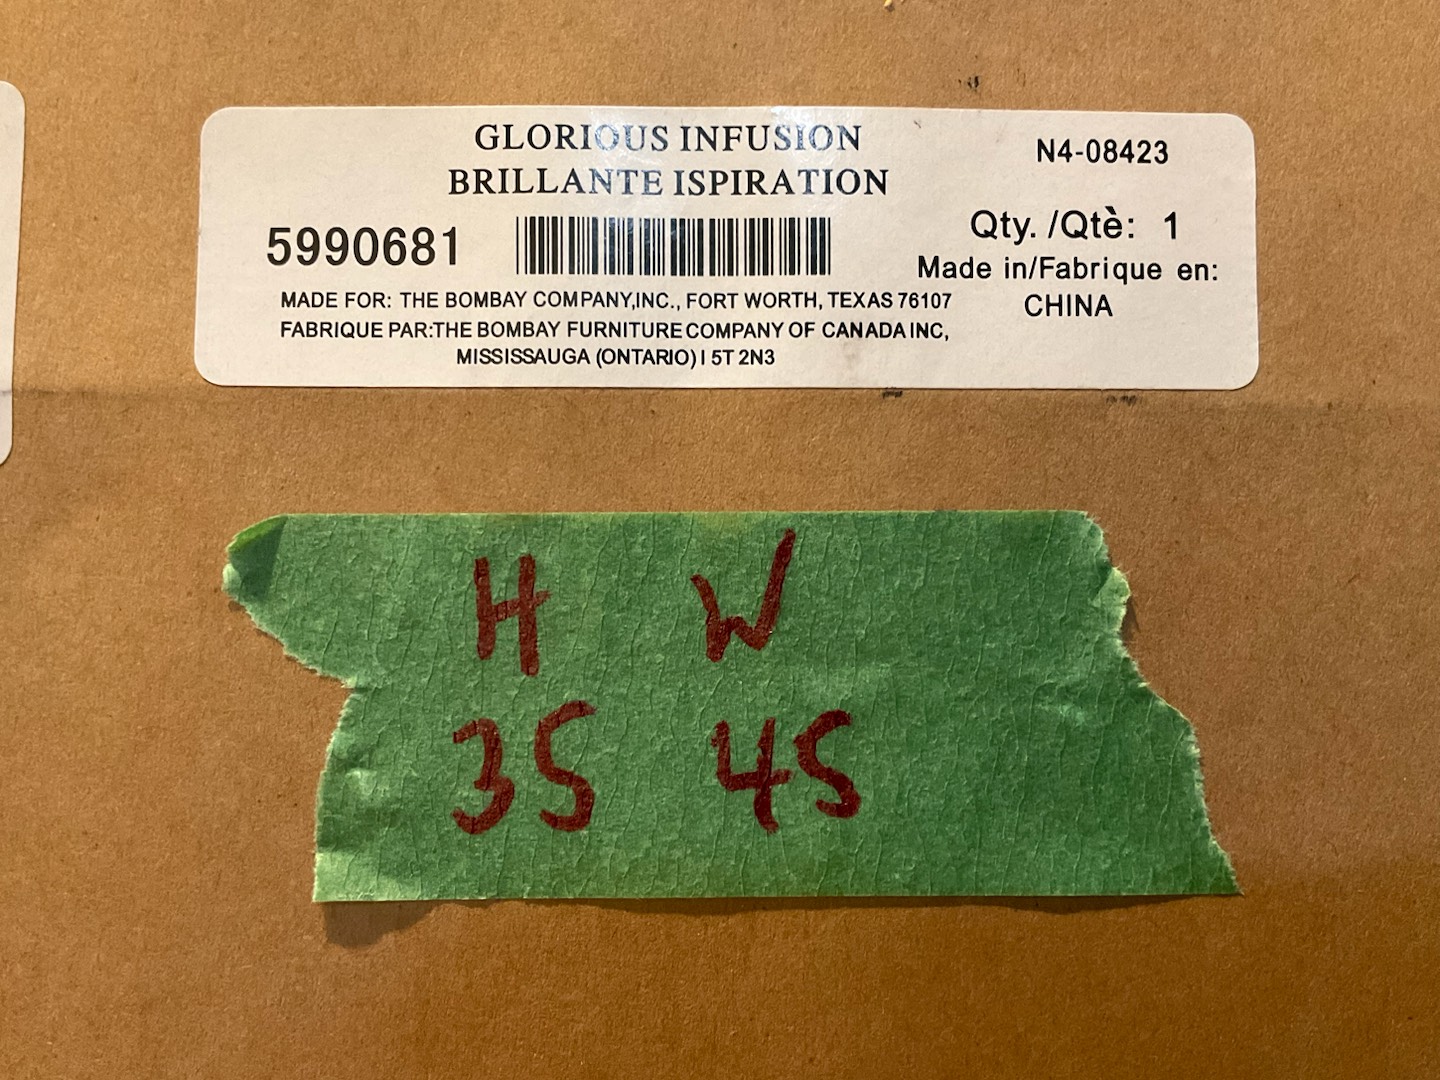 GLORIOUS INFUSION
BRILLANTE ISPIRATION
N4-08423
5990681
Qty. /Qtè: 1
Made in/Fabrique en:
CHINA
MADE FOR: THE BOMBAY COMPANY,INC., FORT WORTH, TEXAS 76107
FABRIQUE PAR:THE BOMBAY FURNITURE COMPANY OF CANADA INC,
MISSISSAUGA (ONTARIO) I 5T 2N3
H W
35 45